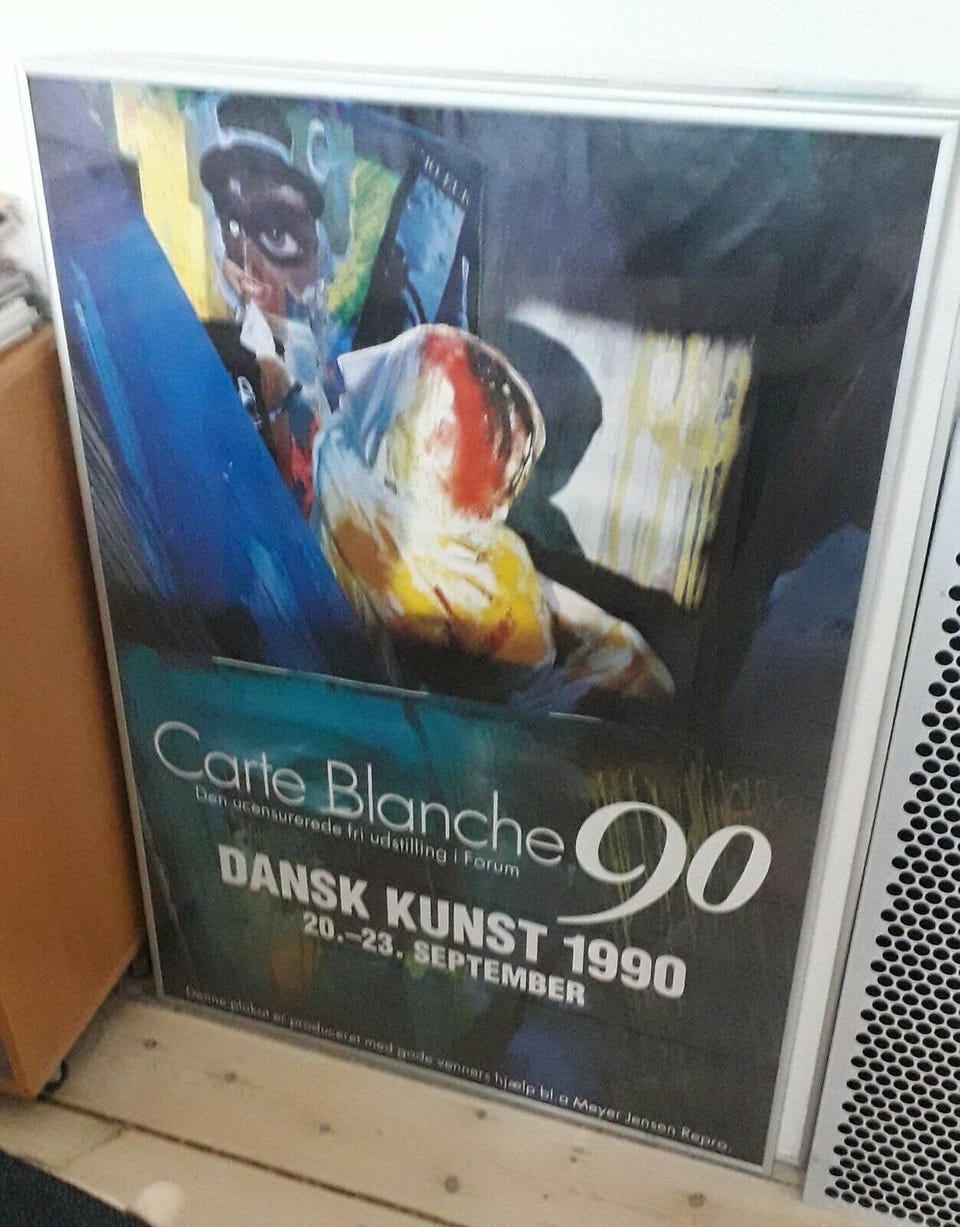 Carte Blanche 90
Den ucensurerede fri udstilling i Forum
DANSK KUNST 1990
20.–23. SEPTEMBER
Denne plakat er produceret med gode venners hjælp bl.a Meyer Jensen Repro,